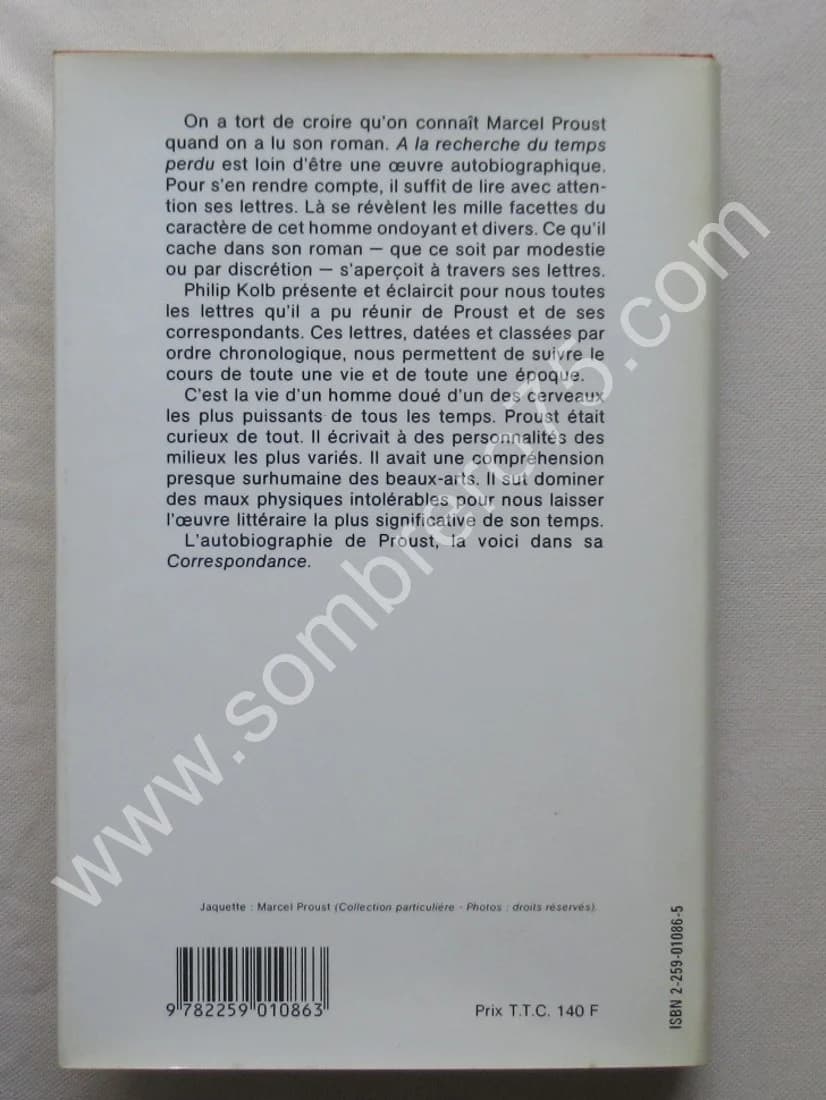 On a tort de croire qu'on connaît Marcel Proust
quand on a lu son roman. A la recherche du temps
perdu est loin d'être une œuvre autobiographique.
Pour s'en rendre compte, il suffit de lire avec atten-
tion ses lettres. Là se révèlent les mille facettes du
caractère de cet homme ondoyant et divers. Ce qu'il
cache dans son roman — que ce soit par modestie
ou par discrétion — s'aperçoit à travers ses lettres.
Philip Kolb présente et éclaircit pour nous toutes
les lettres qu'il a pu réunir de Proust et de ses
correspondants. Ces lettres, datées et classées par
ordre chronologique, nous permettent de suivre le
cours de toute une vie et de toute une époque.
C'est la vie d'un homme doué d'un des cerveaux
les plus puissants de tous les temps. Proust était
curieux de tout. Il écrivait à des personnalités des
milieux les plus variés. Il avait une compréhension
presque surhumaine des beaux-arts. Il sut dominer
des maux physiques intolérables pour nous laisser
l'œuvre littéraire la plus significative de son temps.
L'autobiographie de Proust, la voici dans sa
Correspondance.
www.sombrero75.com
Jaquette : Marcel Proust (Collection particulière - Photos : droits réservés).
9 782259 010863
Prix T.T.C. 140 F
ISBN 2-259-01086-5